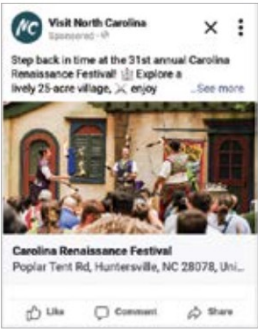 NC
Visit North Carolina
Sponsored ·
Step back in time at the 31st annual Carolina
Renaissance Festival! Explore a
lively 25-acre village, ⚔ enjoy ...See more
Carolina Renaissance Festival
Poplar Tent Rd, Huntersville, NC 28078, Uni...
Like Comment Share